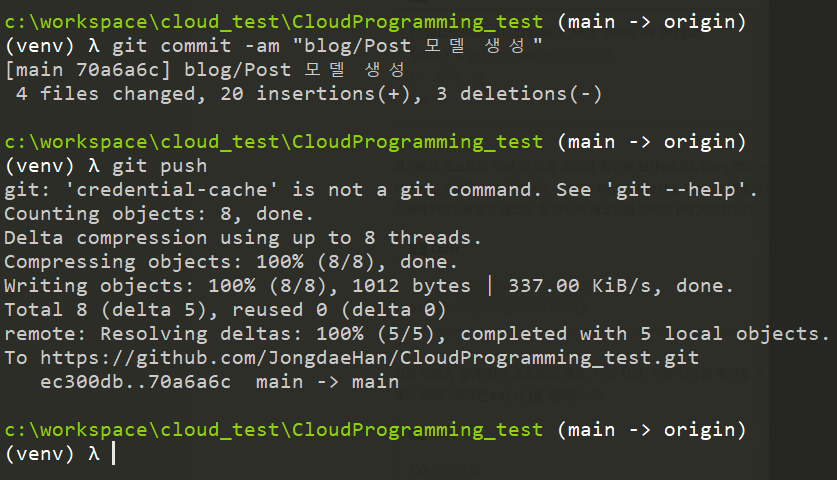 c:\workspace\cloud_test\CloudProgramming_test (main -> origin)
(venv) λ git commit -am "blog/Post 모델 생성"
[main 70a6a6c] blog/Post 모델 생성
 4 files changed, 20 insertions(+), 3 deletions(-)
c:\workspace\cloud_test\CloudProgramming_test (main -> origin)
(venv) λ git push
git: 'credential-cache' is not a git command. See 'git --help'.
Counting objects: 8, done.
Delta compression using up to 8 threads.
Compressing objects: 100% (8/8), done.
Writing objects: 100% (8/8), 1012 bytes | 337.00 KiB/s, done.
Total 8 (delta 5), reused 0 (delta 0)
remote: Resolving deltas: 100% (5/5), completed with 5 local objects.
To https://github.com/JongdaeHan/CloudProgramming_test.git
   ec300db..70a6a6c  main -> main
c:\workspace\cloud_test\CloudProgramming_test (main -> origin)
(venv) λ